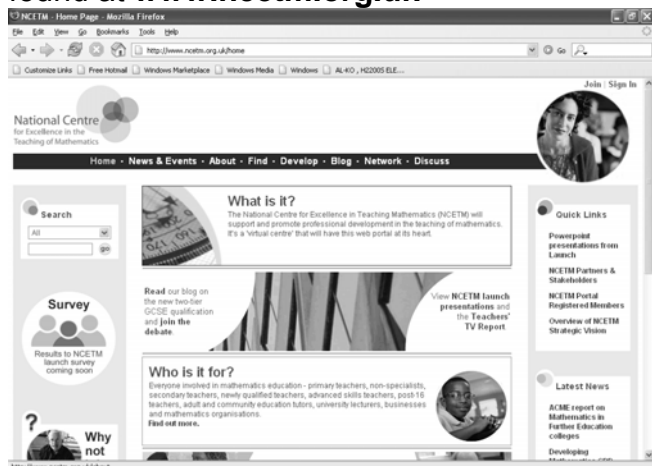 NCETM - Home Page - Mozilla Firefox
File Edit View Go Bookmarks Tools Help
http://www.ncetm.org.uk/home
Go
Customize Links Free Hotmail Windows Marketplace Windows Media Windows
Join | Sign In
National Centre
for Excellence in the
Teaching of Mathematics
Home • News & Events • About • Find • Develop • Blog • Network • Discuss
Search
All
go
Survey
Results to NCETM
launch survey
coming soon
?
Why
not
What is it?
The National Centre for Excellence in Teaching Mathematics (NCETM) will
support and promote professional development in the teaching of mathematics.
It's a 'virtual centre' that will have this web portal at its heart.
Read our blog on
the new two-tier
GCSE qualification
and join the
debate.
View NCETM launch
presentations and
the Teachers'
TV Report
Who is it for?
Everyone involved in mathematics education - primary teachers, non-specialists,
secondary teachers, newly qualified teachers, advanced skills teachers, post-16
teachers, adult and community education tutors, university lecturers, businesses
and mathematics organisations.
Find out more.
Quick Links
Powerpoint
presentations from
Launch
NCETM Partners &
Stakeholders
NCETM Portal
Registered Members
Overview of NCETM
Strategic Vision
Latest News
ACME report on
Mathematics in
Further Education
colleges
Developing